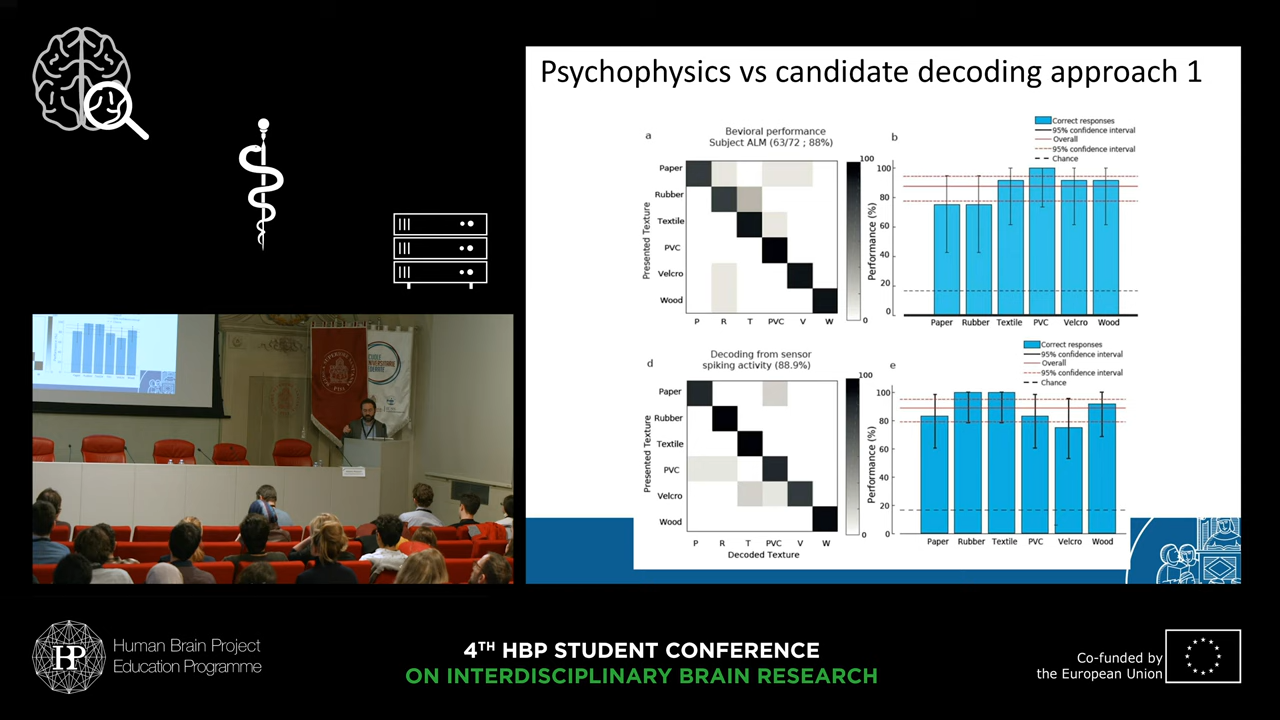 Psychophysics vs candidate decoding approach 1
a
Bevioral performance
Subject ALM (63/72 ; 88%)
Presented Texture
Paper
Rubber
Textile
PVC
Velcro
Wood
P R T PVC V W
100
0
b
Correct responses
95% confidence interval
Overall
95% confidence interval
Chance
Performance (%)
100
80
60
40
20
0
Paper Rubber Textile PVC Velcro Wood
d
Decoding from sensor
spiking activity (88.9%)
Presented Texture
Paper
Rubber
Textile
PVC
Velcro
Wood
P R T PVC V W
Decoded Texture
100
0
e
Correct responses
95% confidence interval
Overall
95% confidence interval
Chance
Performance (%)
100
80
60
40
20
0
Paper Rubber Textile PVC Velcro Wood
HBP
Human Brain Project
Education Programme
4TH HBP STUDENT CONFERENCE
ON INTERDISCIPLINARY BRAIN RESEARCH
Co-funded by
the European Union